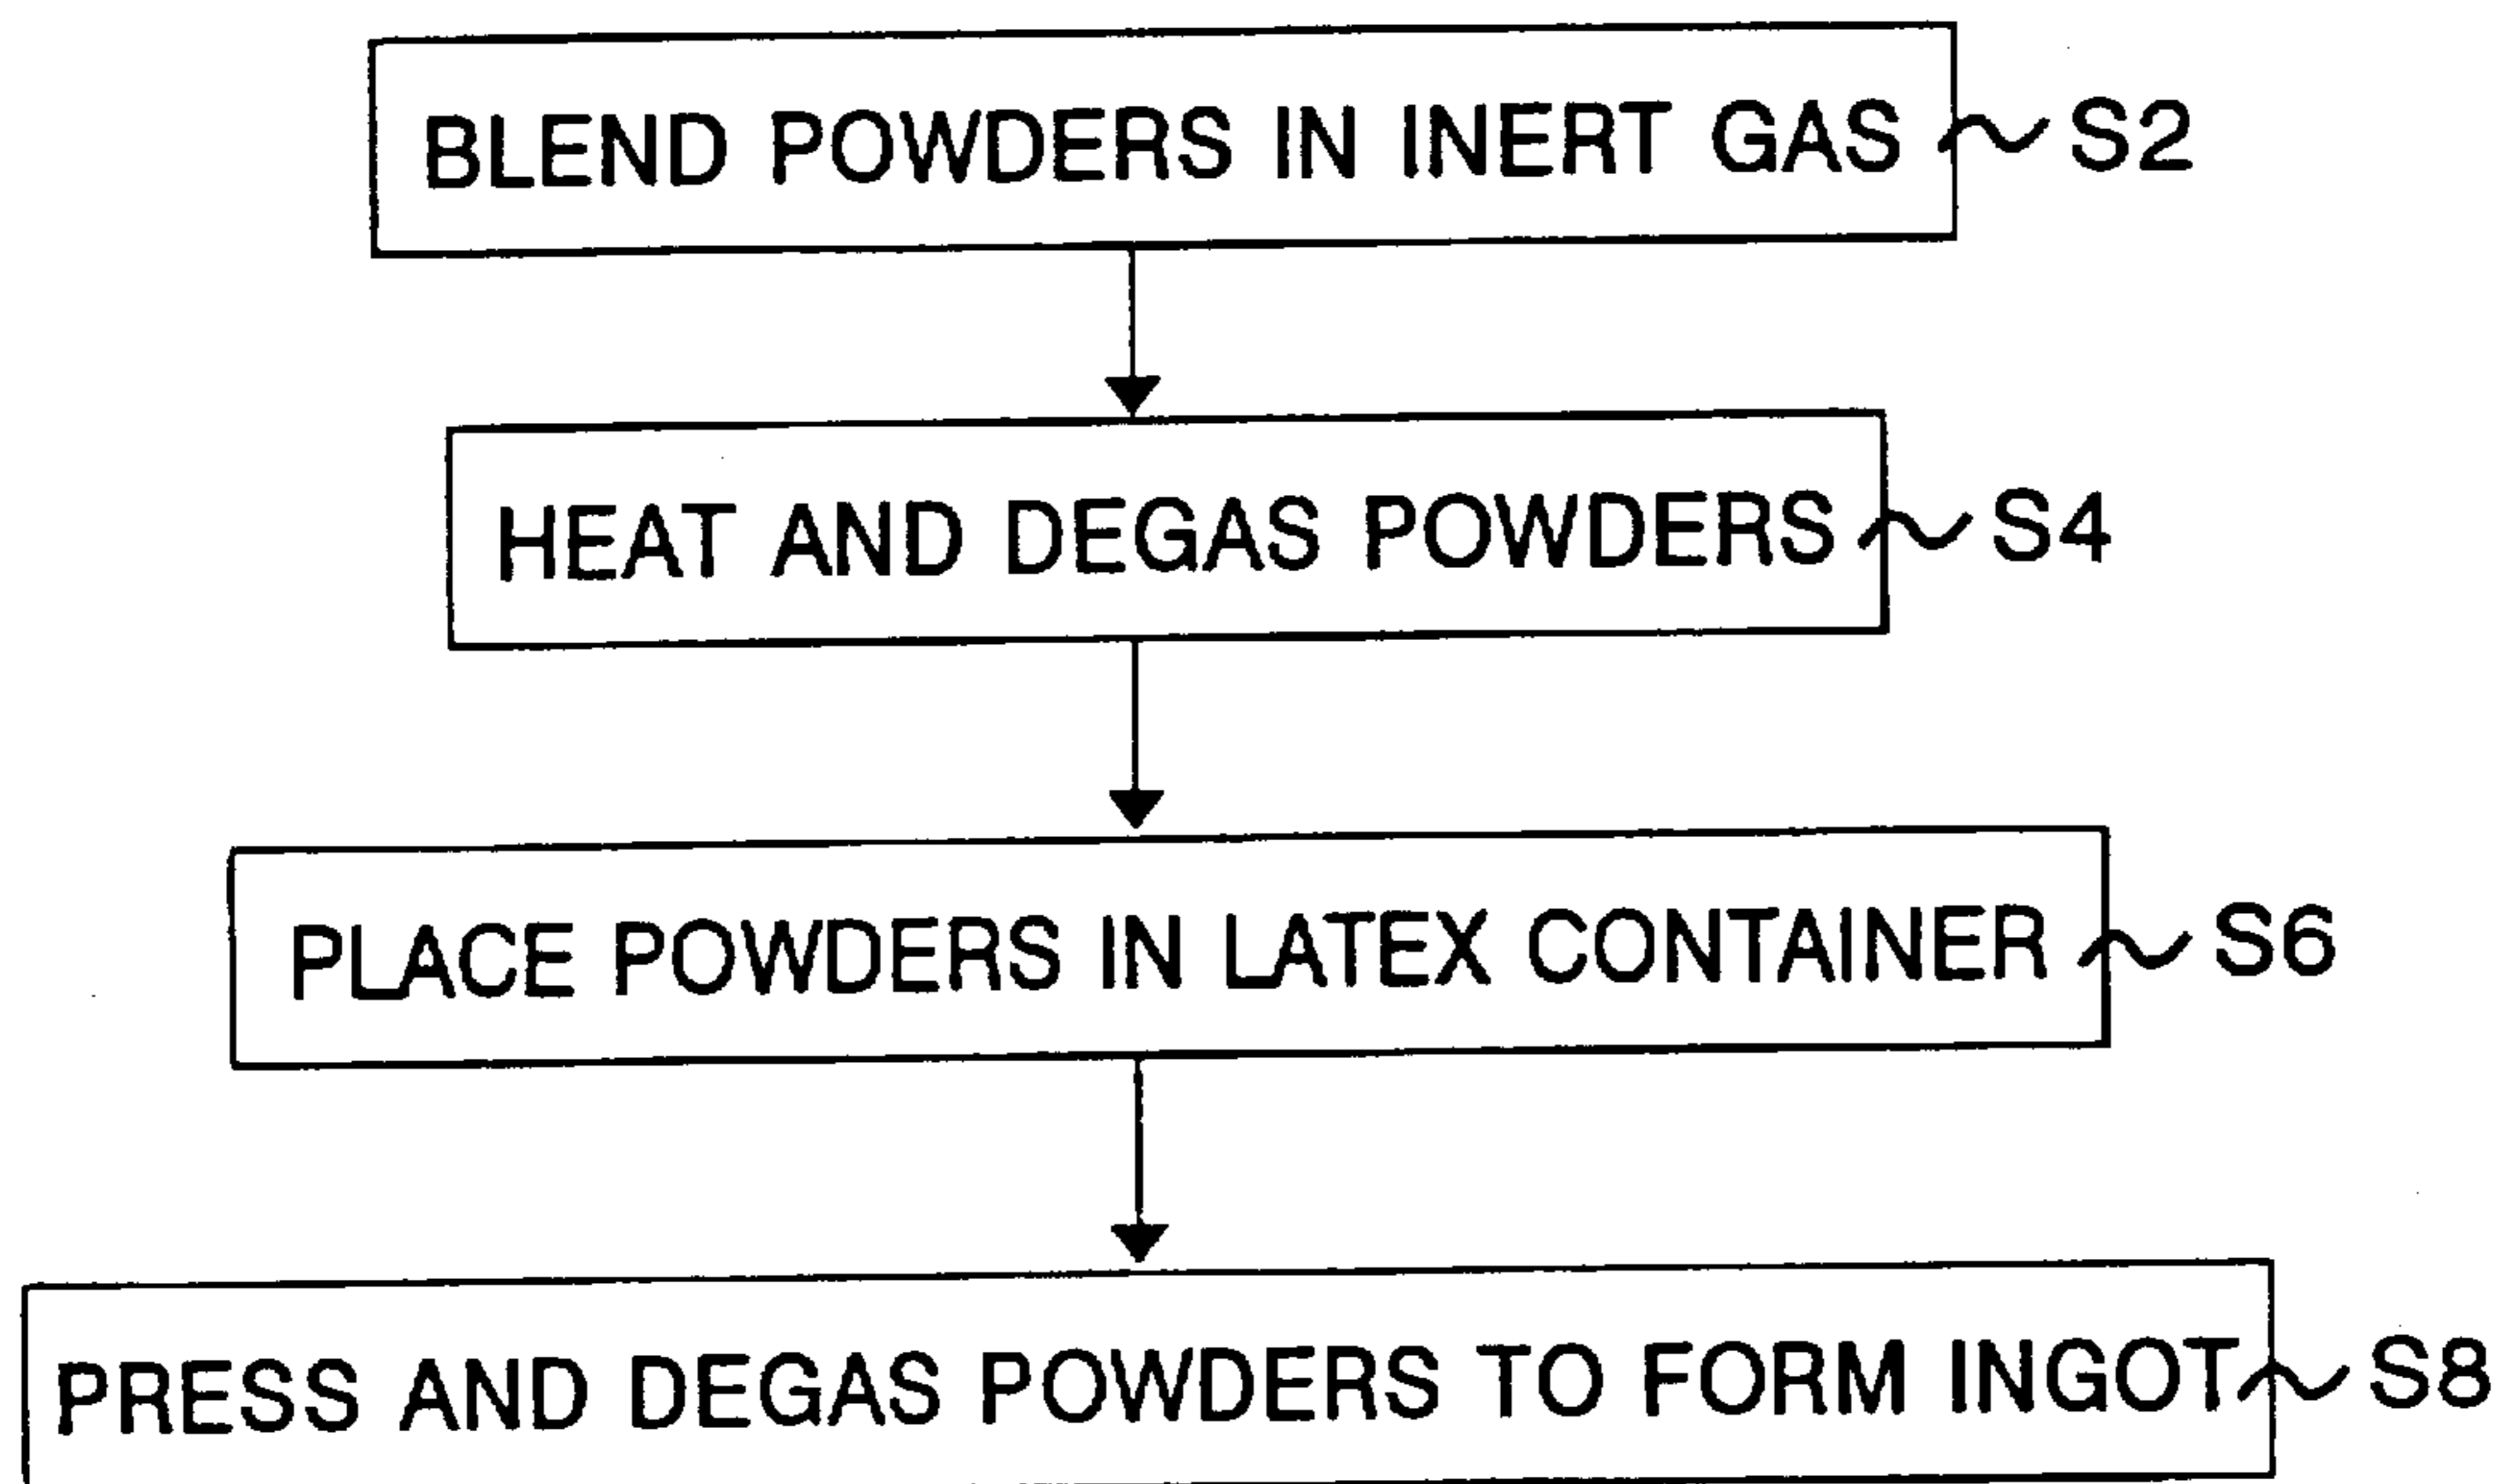 BLEND POWDERS IN INERT GAS S2
HEAT AND DEGAS POWDERS S4
PLACE POWDERS IN LATEX CONTAINER S6
PRESS AND DEGAS POWDERS TO FORM INGOT S8